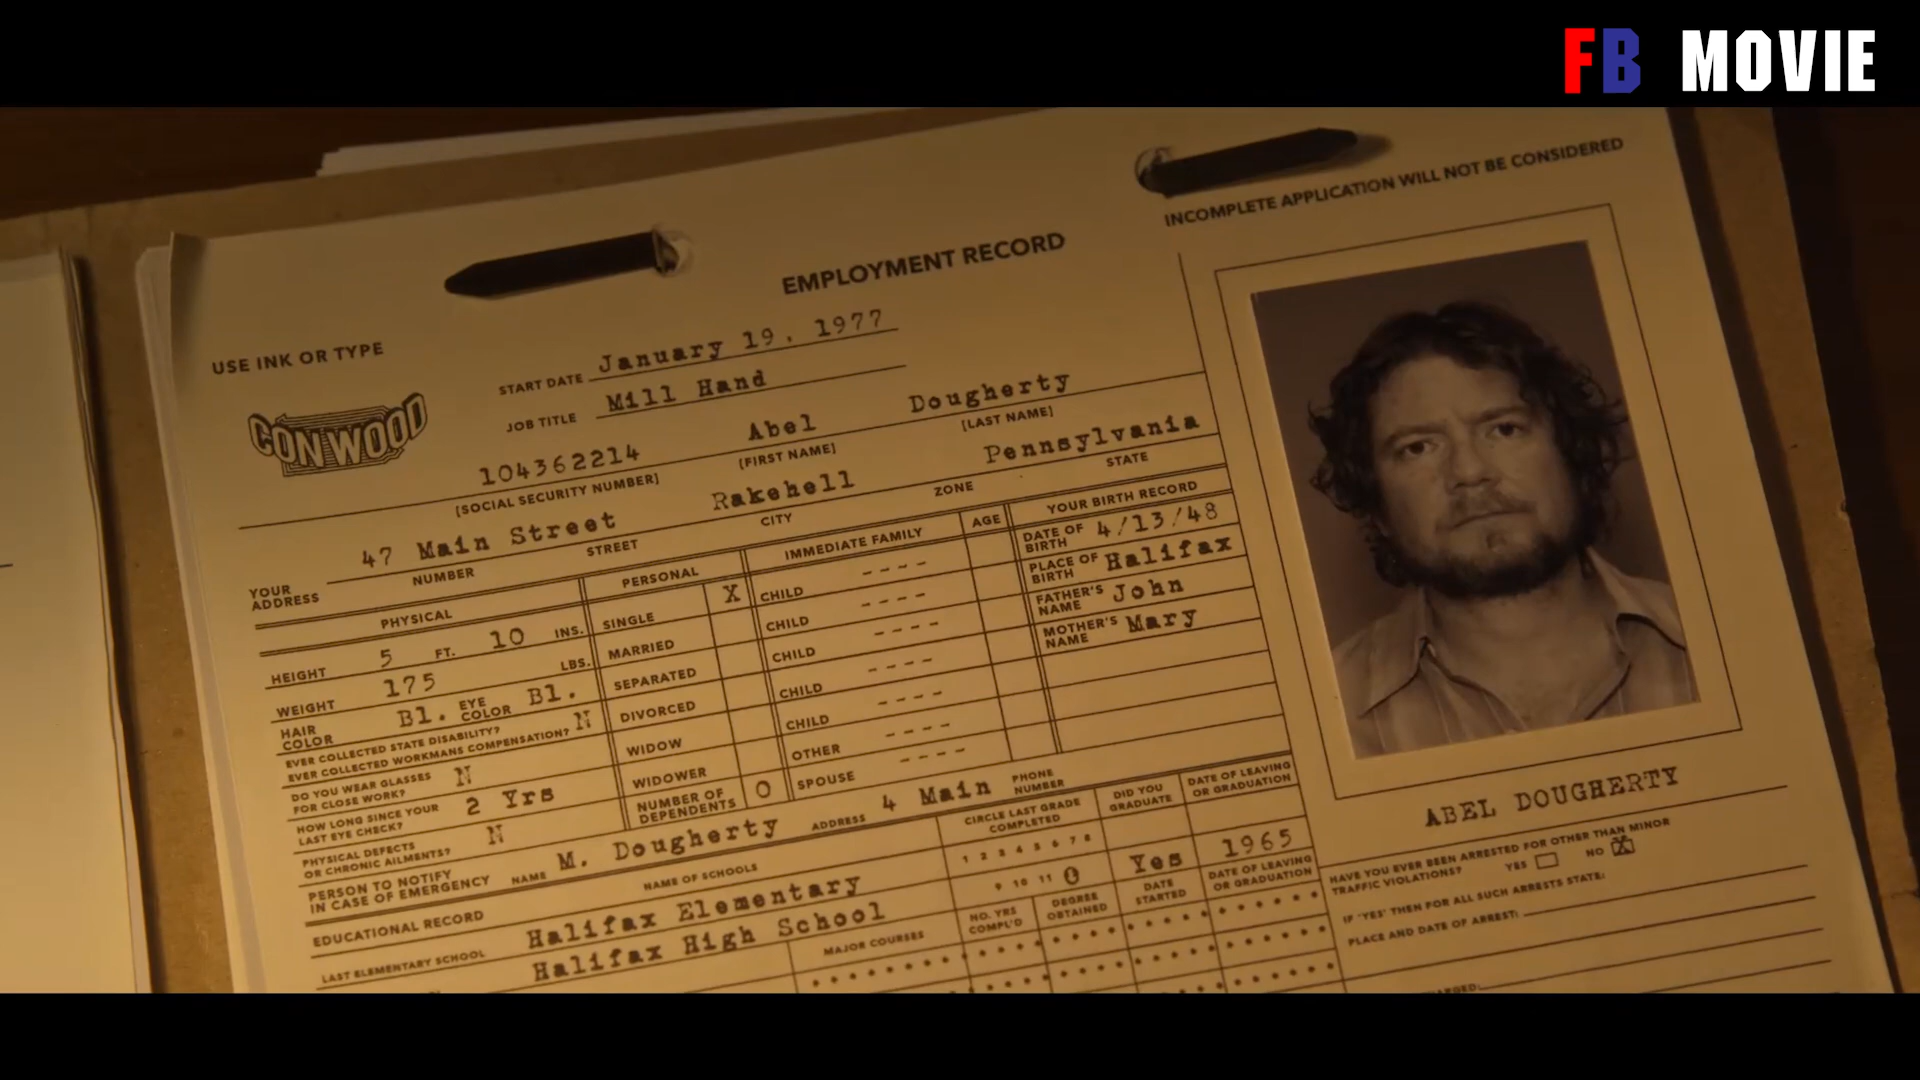 FB MOVIE
INCOMPLETE APPLICATION WILL NOT BE CONSIDERED
EMPLOYMENT RECORD
USE INK OR TYPE
CONWOOD
START DATE January 19, 1977
JOB TITLE Mill Hand
104362214 Abel Dougherty
[SOCIAL SECURITY NUMBER] [FIRST NAME] [LAST NAME]
YOUR ADDRESS 47 Main Street Rakehell Pennsylvania
NUMBER STREET CITY ZONE STATE
PHYSICAL PERSONAL IMMEDIATE FAMILY AGE YOUR BIRTH RECORD
HEIGHT 5 FT. 10 INS.
WEIGHT 175 LBS.
HAIR COLOR Bl. EYE COLOR Bl.
EVER COLLECTED STATE DISABILITY?
EVER COLLECTED WORKMANS COMPENSATION? N
DO YOU WEAR GLASSES FOR CLOSE WORK? N
HOW LONG SINCE YOUR LAST EYE CHECK? 2 Yrs
PHYSICAL DEFECTS OR CHRONIC AILMENTS? N
SINGLE X
MARRIED
SEPARATED
DIVORCED
WIDOW
WIDOWER
NUMBER OF DEPENDENTS 0
CHILD ----
CHILD ----
CHILD ----
CHILD ----
CHILD ----
OTHER ----
SPOUSE ----
DATE OF BIRTH 4/13/48
PLACE OF BIRTH Halifax
FATHER'S NAME John
MOTHER'S NAME Mary
PERSON TO NOTIFY IN CASE OF EMERGENCY NAME M. Dougherty ADDRESS 4 Main PHONE NUMBER
EDUCATIONAL RECORD NAME OF SCHOOLS CIRCLE LAST GRADE COMPLETED DID YOU GRADUATE DATE OF LEAVING OR GRADUATION
LAST ELEMENTARY SCHOOL Halifax Elementary 1 2 3 4 5 6 7 8
Halifax High School 9 10 11 Yes 1965
MAJOR COURSES NO. YRS COMPL'D DEGREE OBTAINED DATE STARTED DATE OF LEAVING OR GRADUATION
ABEL DOUGHERTY
HAVE YOU EVER BEEN ARRESTED FOR OTHER THAN MINOR
TRAFFIC VIOLATIONS? YES NO X
IF 'YES' THEN FOR ALL SUCH ARRESTS STATE:
PLACE AND DATE OF ARREST: